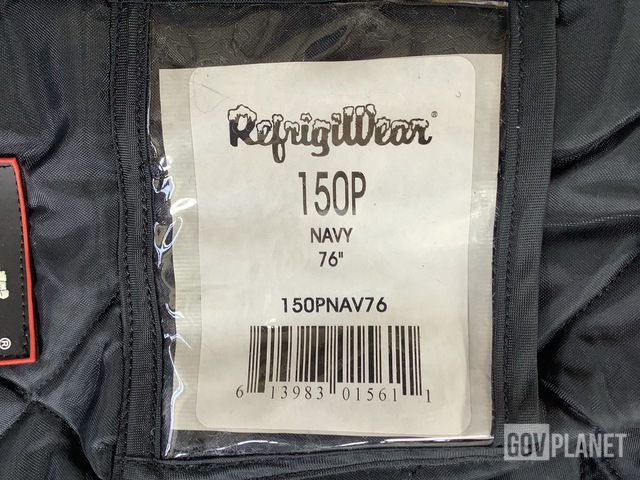 RefrigiWear®
150P
NAVY
76"
150PNAV76
6 13983 01561 1
®
GOVPLANET